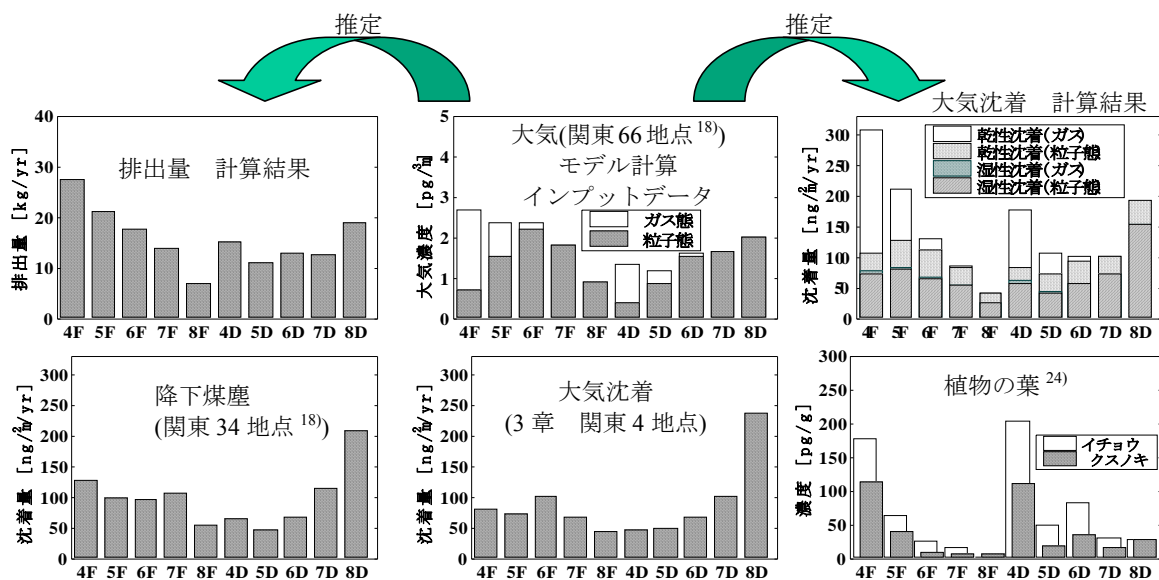 推定
推定
排出量 計算結果
排出量 [kg/yr]
40
30
20
10
0
4F 5F 6F 7F 8F 4D 5D 6D 7D 8D
大気(関東 66 地点 18))
モデル計算
インプットデータ
ガス態
粒子態
大気濃度 [pg/m3]
5
4
3
2
1
0
4F 5F 6F 7F 8F 4D 5D 6D 7D 8D
大気沈着 計算結果
乾性沈着(ガス)
乾性沈着(粒子態
湿性沈着(ガス)
湿性沈着(粒子態
沈着量 [ng/m2/yr]
300
250
200
150
100
50
0
4F 5F 6F 7F 8F 4D 5D 6D 7D 8D
降下煤塵
(関東 34 地点 18))
沈着量 [ng/m2/yr]
300
250
200
150
100
50
0
4F 5F 6F 7F 8F 4D 5D 6D 7D 8D
大気沈着
(3 章 関東 4 地点)
沈着量 [ng/m2/yr]
300
250
200
150
100
50
0
4F 5F 6F 7F 8F 4D 5D 6D 7D 8D
植物の葉 24)
イチョウ
クスノキ
濃度 [pg/g]
300
250
200
150
100
50
0
4F 5F 6F 7F 8F 4D 5D 6D 7D 8D